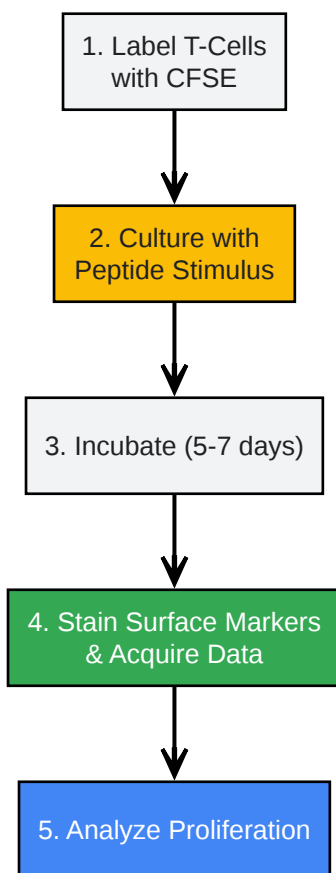 1. Label T-Cells
with CFSE
2. Culture with
Peptide Stimulus
3. Incubate (5-7 days)
4. Stain Surface Markers
& Acquire Data
5. Analyze Proliferation